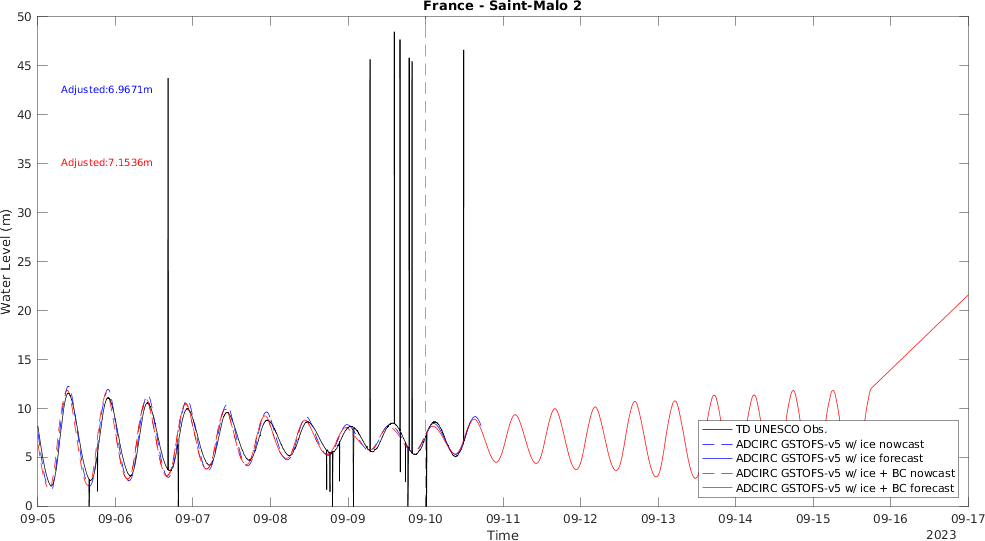 France - Saint-Malo 2
50
45
40
35
30
25
20
15
10
5
0
Water Level (m)
Adjusted:6.9671m
Adjusted:7.1536m
TD UNESCO Obs.
ADCIRC GSTOFS-v5 w/ ice nowcast
ADCIRC GSTOFS-v5 w/ ice forecast
ADCIRC GSTOFS-v5 w/ ice + BC nowcast
ADCIRC GSTOFS-v5 w/ ice + BC forecast
09-05 09-06 09-07 09-08 09-09 09-10 09-11 09-12 09-13 09-14 09-15 09-16 09-17
Time
2023